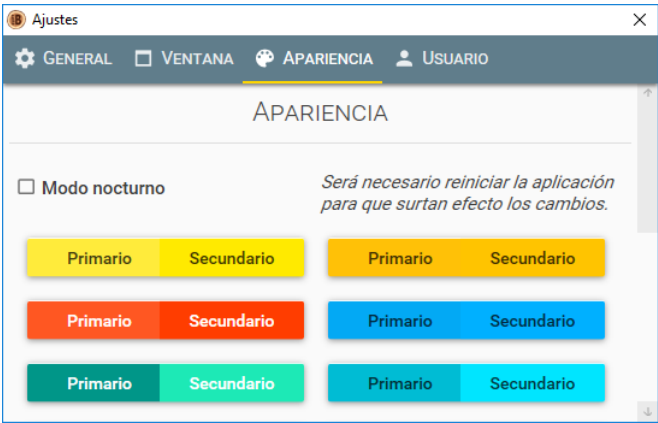 Ajustes
GENERAL VENTANA APARIENCIA USUARIO
APARIENCIA
Modo nocturno
Será necesario reiniciar la aplicación
para que surtan efecto los cambios.
Primario Secundario Primario Secundario
Primario Secundario Primario Secundario
Primario Secundario Primario Secundario